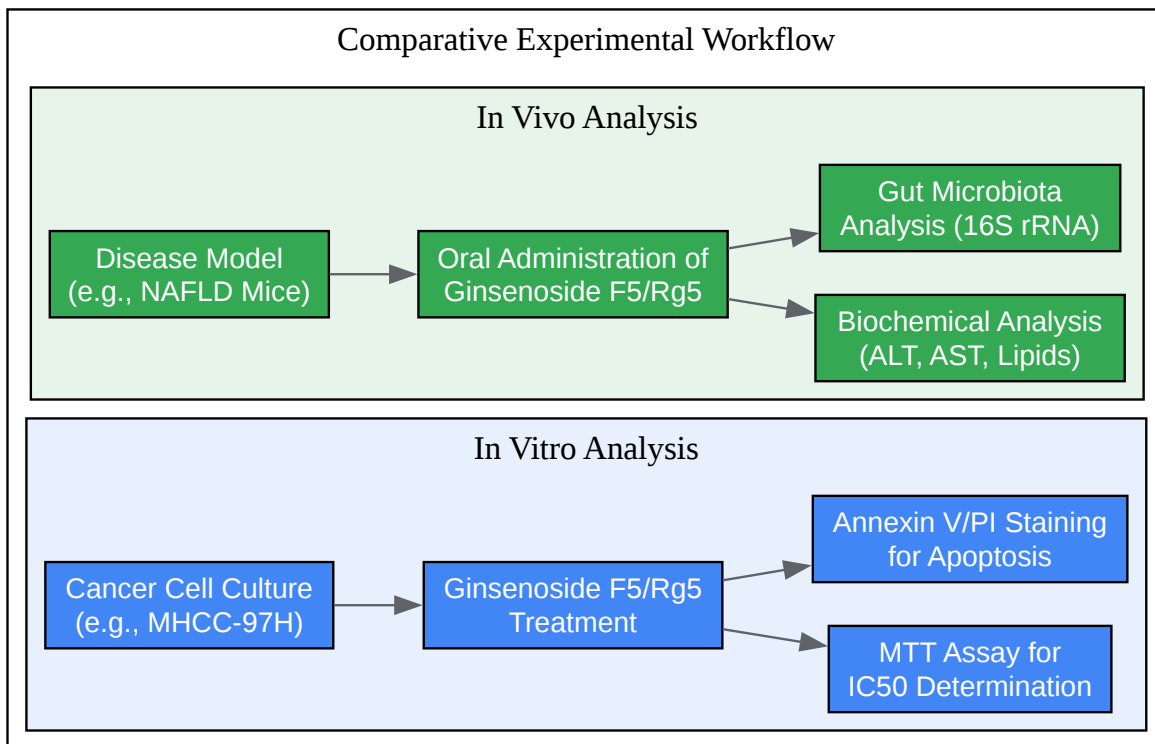 Comparative Experimental Workflow
In Vivo Analysis
Disease Model
(e.g., NAFLD Mice)
Oral Administration of
Ginsenoside F5/Rg5
Gut Microbiota
Analysis (16S rRNA)
Biochemical Analysis
(ALT, AST, Lipids)
In Vitro Analysis
Cancer Cell Culture
(e.g., MHCC-97H)
Ginsenoside F5/Rg5
Treatment
Annexin V/PI Staining
for Apoptosis
MTT Assay for
IC50 Determination